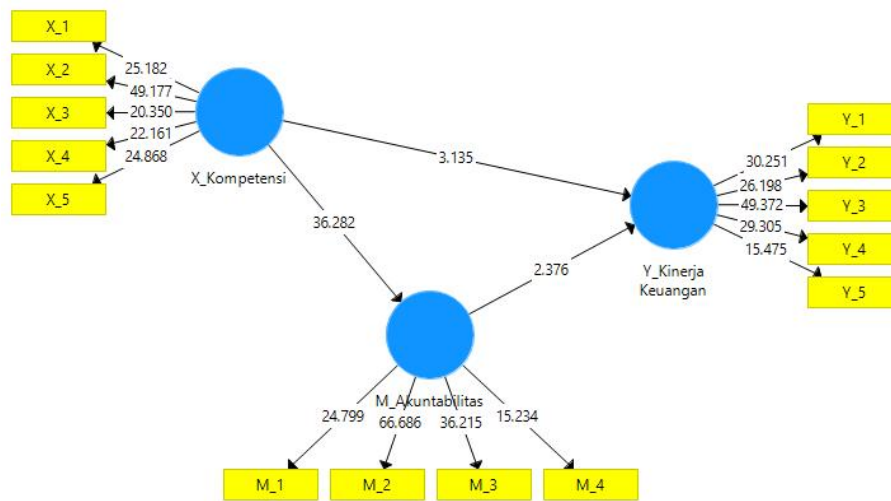 X_1
X_2
X_3
X_4
X_5
25.182
49.177
20.350
22.161
24.868
X_Kompetensi
3.135
36.282
2.376
Y_Kinerja
Keuangan
30.251
26.198
49.372
29.305
15.475
Y_1
Y_2
Y_3
Y_4
Y_5
M_Akuntabilitas
24.799
66.686
36.215
15.234
M_1
M_2
M_3
M_4